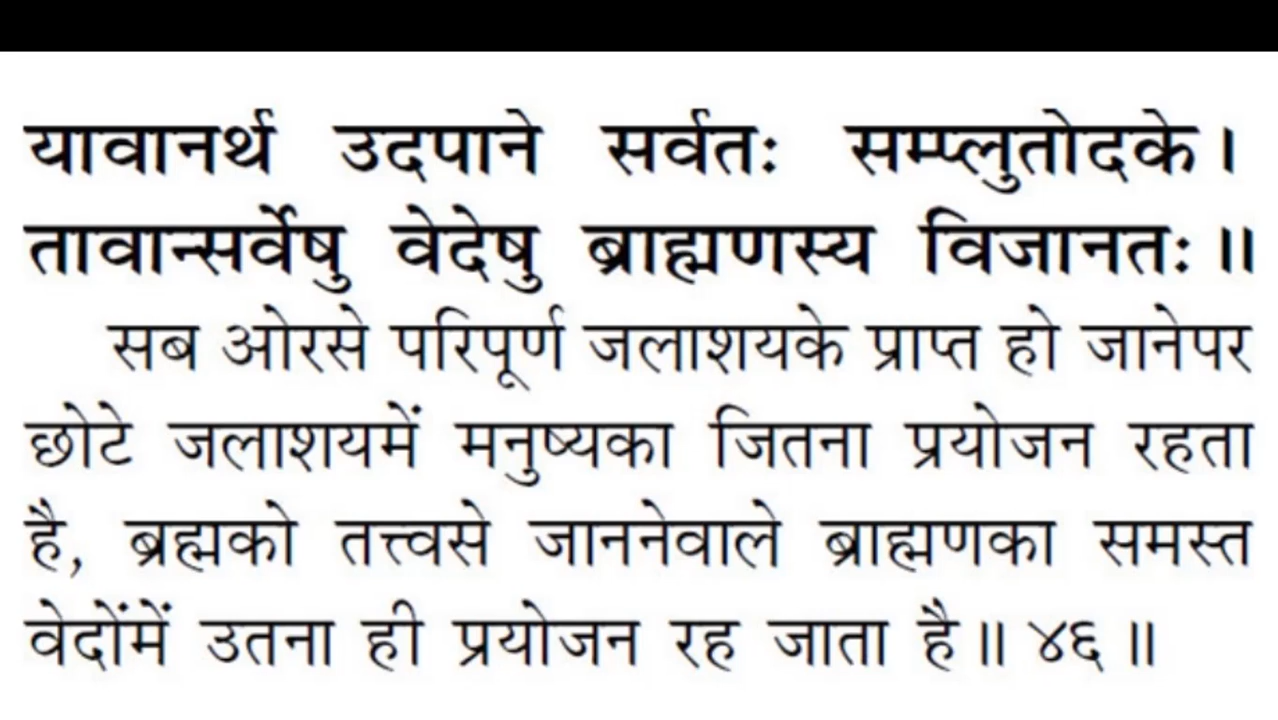 यावानर्थ उदपाने सर्वतः सम्प्लुतोदके।
तावान्सर्वेषु वेदेषु ब्राह्मणस्य विजानतः॥
सब ओरसे परिपूर्ण जलाशयके प्राप्त हो जानेपर
छोटे जलाशयमें मनुष्यका जितना प्रयोजन रहता
है, ब्रह्मको तत्त्वसे जाननेवाले ब्राह्मणका समस्त
वेदोंमें उतना ही प्रयोजन रह जाता है॥ ४६॥